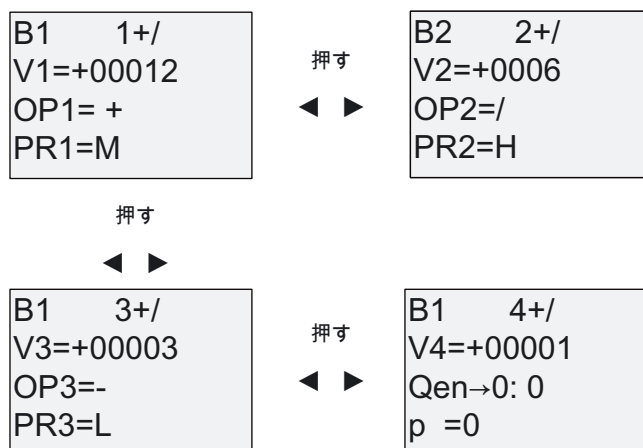 B1 1+/
V1=+00012
OP1= +
PR1=M
押す
◀ ▶
B2 2+/
V2=+0006
OP2=/
PR2=H
押す
◀ ▶
B1 3+/
V3=+00003
OP3=-
PR3=L
押す
◀ ▶
B1 4+/
V4=+00001
Qen→0: 0
p =0